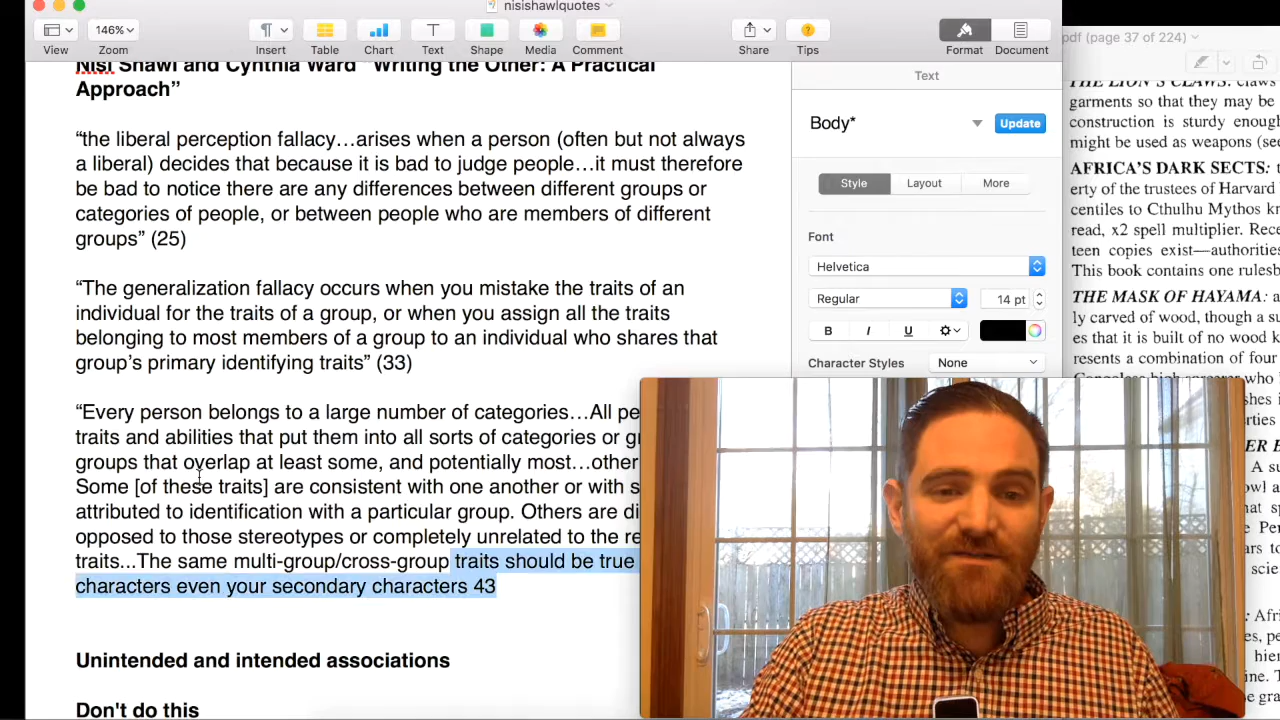 nisishawlquotes
146%
View
Zoom
Insert
Table
Chart
Text
Shape
Media
Comment
Share
Tips
Format
Document
Nisi Shawl and Cynthia Ward "Writing the Other: A Practical
Approach”
“the liberal perception fallacy…arises when a person (often but not always
a liberal) decides that because it is bad to judge people…it must therefore
be bad to notice there are any differences between different groups or
categories of people, or between people who are members of different
groups” (25)
“The generalization fallacy occurs when you mistake the traits of an
individual for the traits of a group, or when you assign all the traits
belonging to most members of a group to an individual who shares that
group’s primary identifying traits” (33)
“Every person belongs to a large number of categories…All
traits and abilities that put them into all sorts of categories or
groups that overlap at least some, and potentially most…other
Some [of these traits] are consistent with one another or with
attributed to identification with a particular group. Others are
opposed to those stereotypes or completely unrelated to the
traits...The same multi-group/cross-group traits should be true
characters even your secondary characters 43
Unintended and intended associations
Don't do this
Text
Body*
Update
Style
Layout
More
Font
Helvetica
Regular
14 pt
B
I
U
Character Styles
None
pdf (page 37 of 224)
THE LION'S CLAWS: claws
garments so that they may be
construction is sturdy enough
might be used as weapons (see
AFRICA'S DARK SECTS:
erty of the trustees of Harvard
centiles to Cthulhu Mythos
read, x2 spell multiplier.
teen copies exist—authorities
This book contains one
THE MASK OF HAYAMA:
ly carved of wood, though a
es that it is built of no wood
resents a combination of four